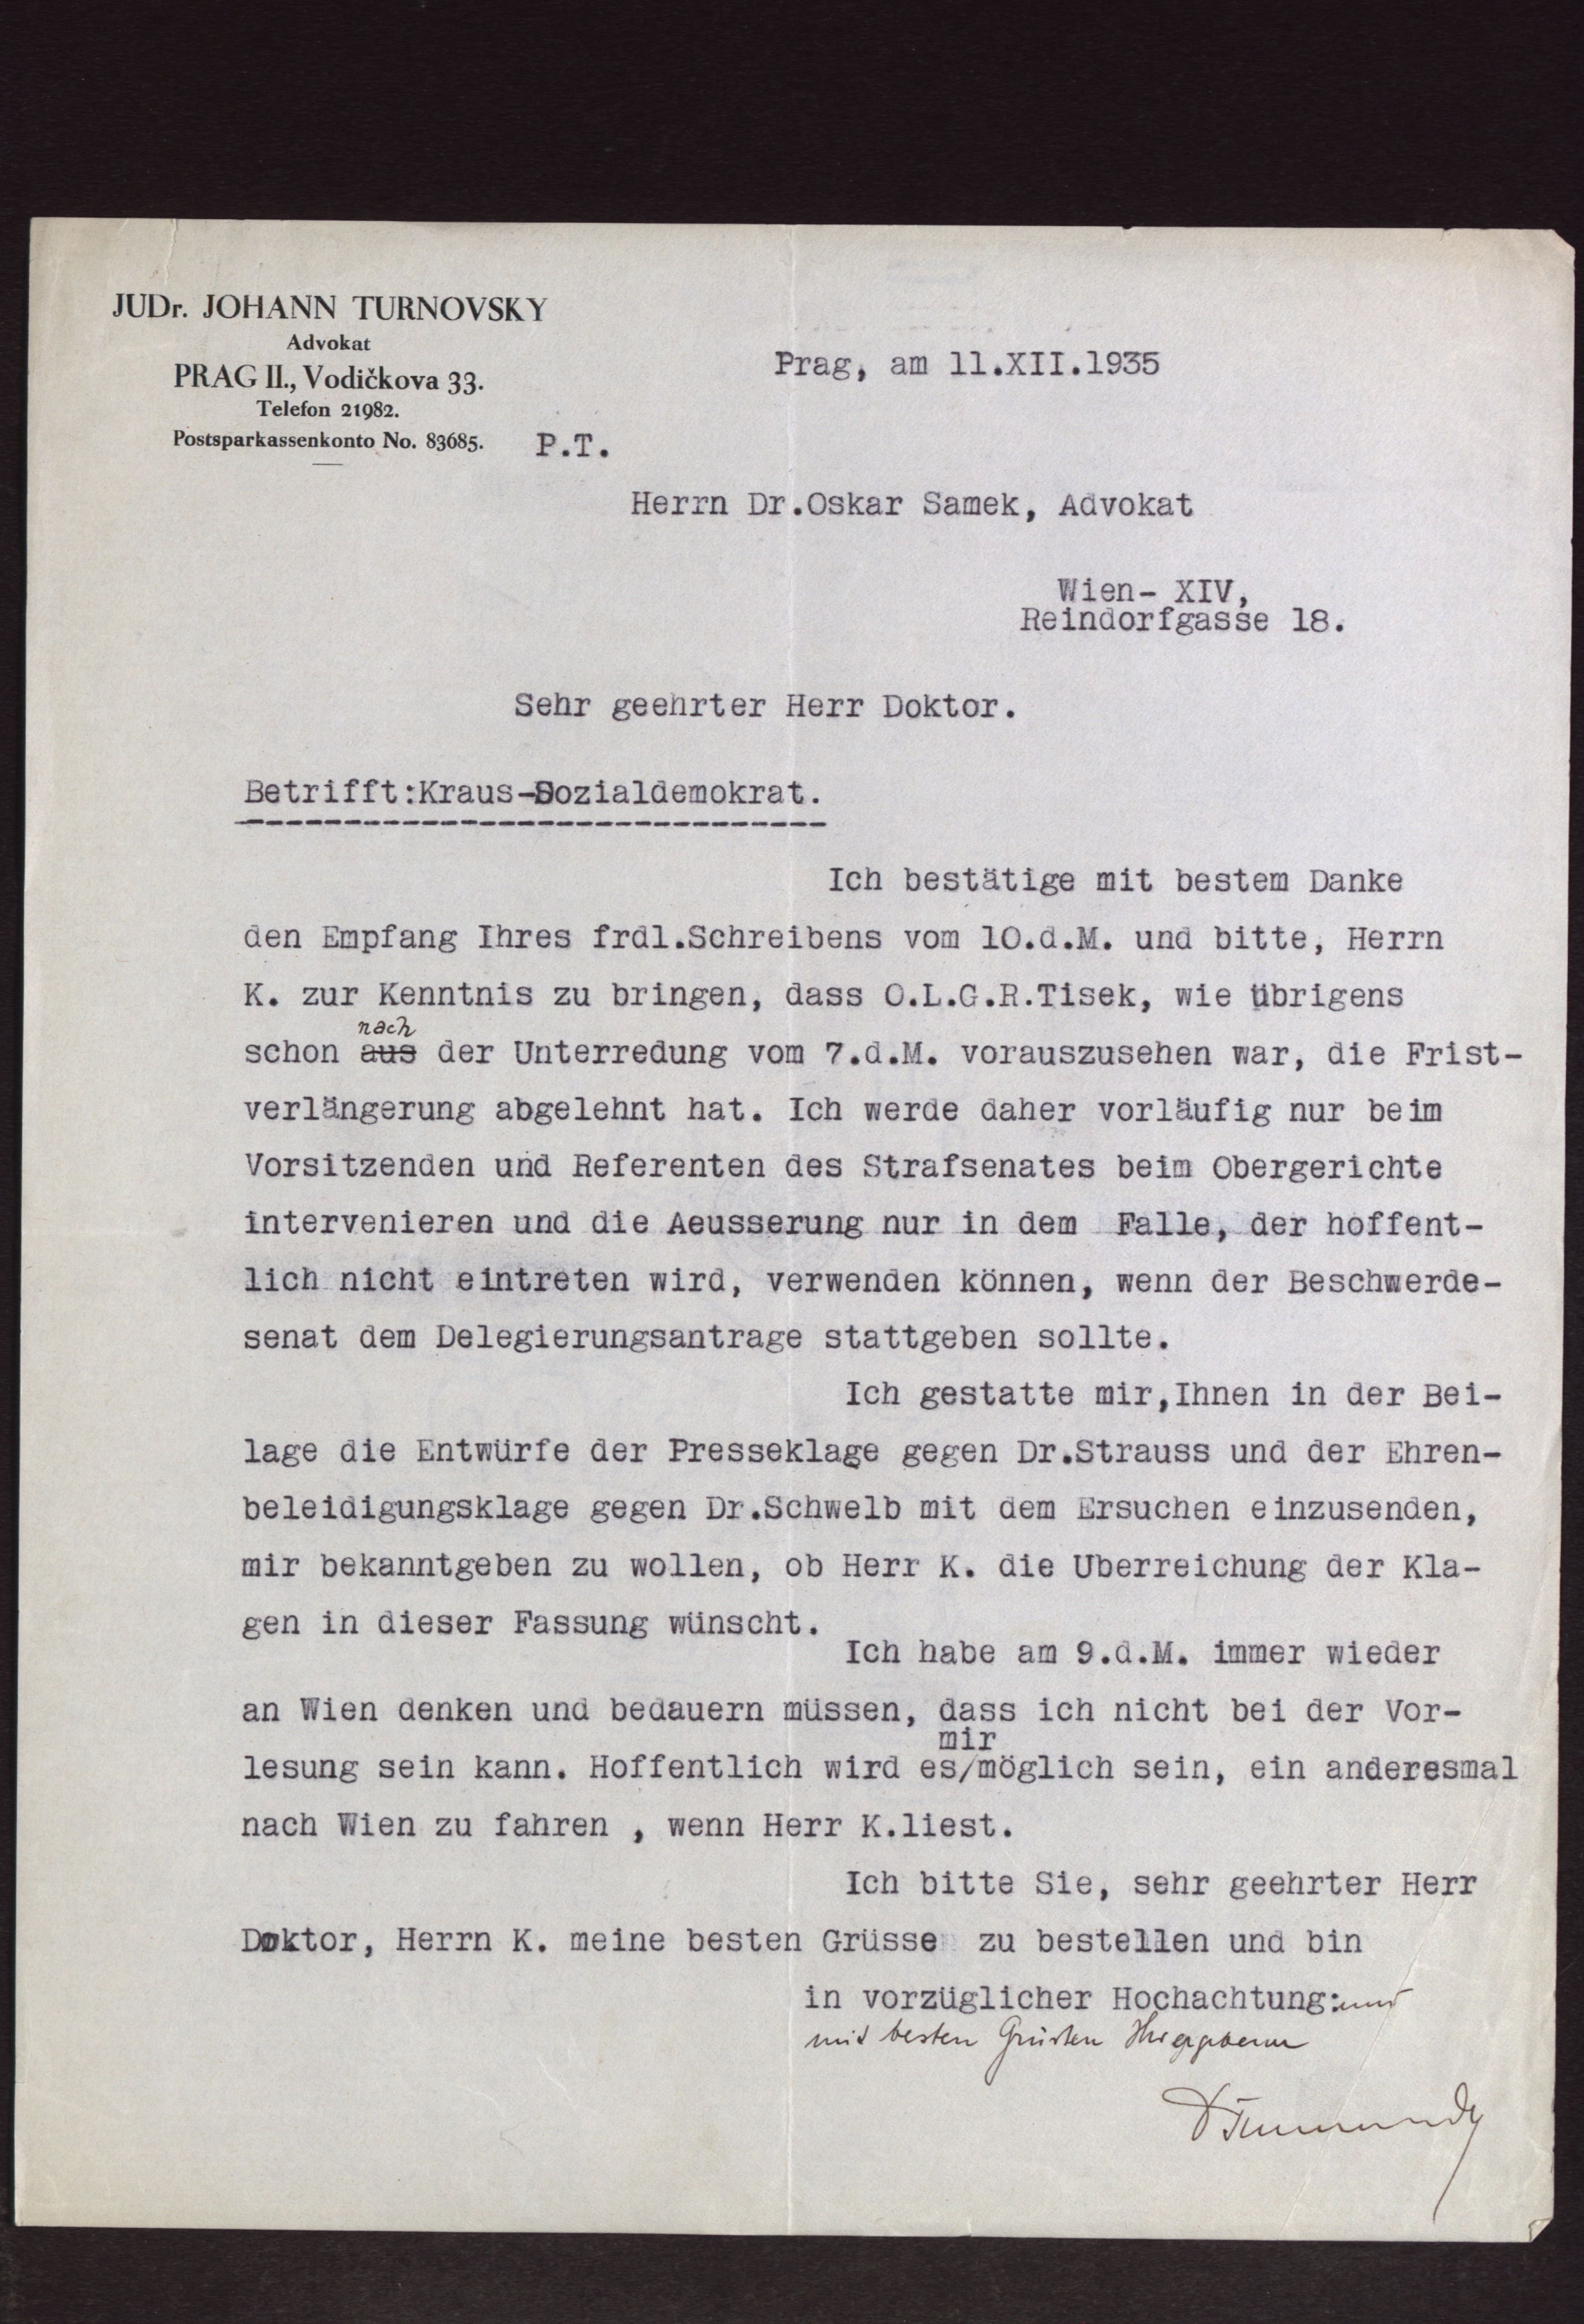 JUDr. JOHANN TURNOVSKY
Advokat
PRAG II., Vodičkova 33.
Telefon 21982.
Postsparkassenkonto No. 83685.
Prag, am 11.XII.1935
P.T.
Herrn Dr.Oskar Samek, Advokat
Wien- XIV,
Reindorfgasse 18.
Sehr geehrter Herr Doktor.
Betrifft:Kraus-Sozialdemokrat.
Ich bestätige mit bestem Danke
den Empfang Ihres frdl.Schreibens vom 10.d.M. und bitte, Herrn
K. zur Kenntnis zu bringen, dass O.L.G.R.Tisek, wie übrigens
nach
schon aus der Unterredung vom 7.d.M. vorauszusehen war, die Frist-
verlängerung abgelehnt hat. Ich werde daher vorläufig nur beim
Vorsitzenden und Referenten des Strafsenates beim Obergerichte
intervenieren und die Aeusserung nur in dem Falle, der hoffent-
lich nicht eintreten wird, verwenden können, wenn der Beschwerde-
senat dem Delegierungsantrage stattgeben sollte.
Ich gestatte mir,Ihnen in der Bei-
lage die Entwürfe der Presseklage gegen Dr.Strauss und der Ehren-
beleidigungsklage gegen Dr.Schwelb mit dem Ersuchen einzusenden,
mir bekanntgeben zu wollen, ob Herr K. die Uberreichung der Kla-
gen in dieser Fassung wünscht.
Ich habe am 9.d.M. immer wieder
an Wien denken und bedauern müssen, dass ich nicht bei der Vor-
mir
lesung sein kann. Hoffentlich wird es/möglich sein, ein anderesmal
nach Wien zu fahren , wenn Herr K.liest.
Ich bitte Sie, sehr geehrter Herr
Doktor, Herrn K. meine besten Grüsse zu bestellen und bin
in vorzüglicher Hochachtung: und
mit besten Grüssen Ihr ergebener